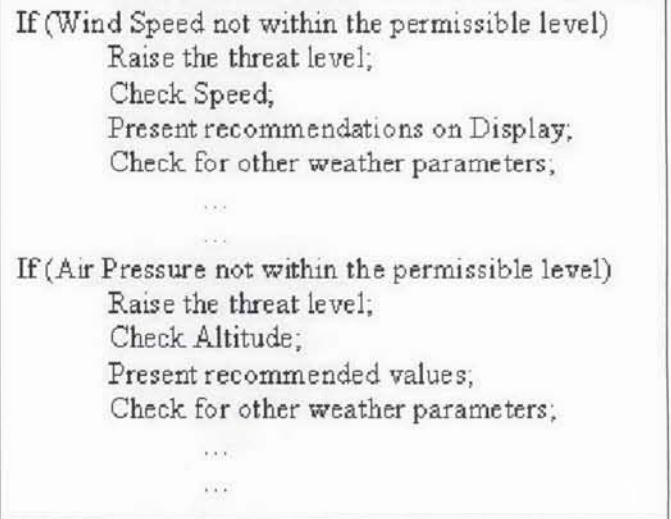 If (Wind Speed not within the permissible level)
Raise the threat level;
Check Speed;
Present recommendations on Display;
Check for other weather parameters;
...
...
If (Air Pressure not within the permissible level)
Raise the threat level;
Check Altitude;
Present recommended values;
Check for other weather parameters;
...
...